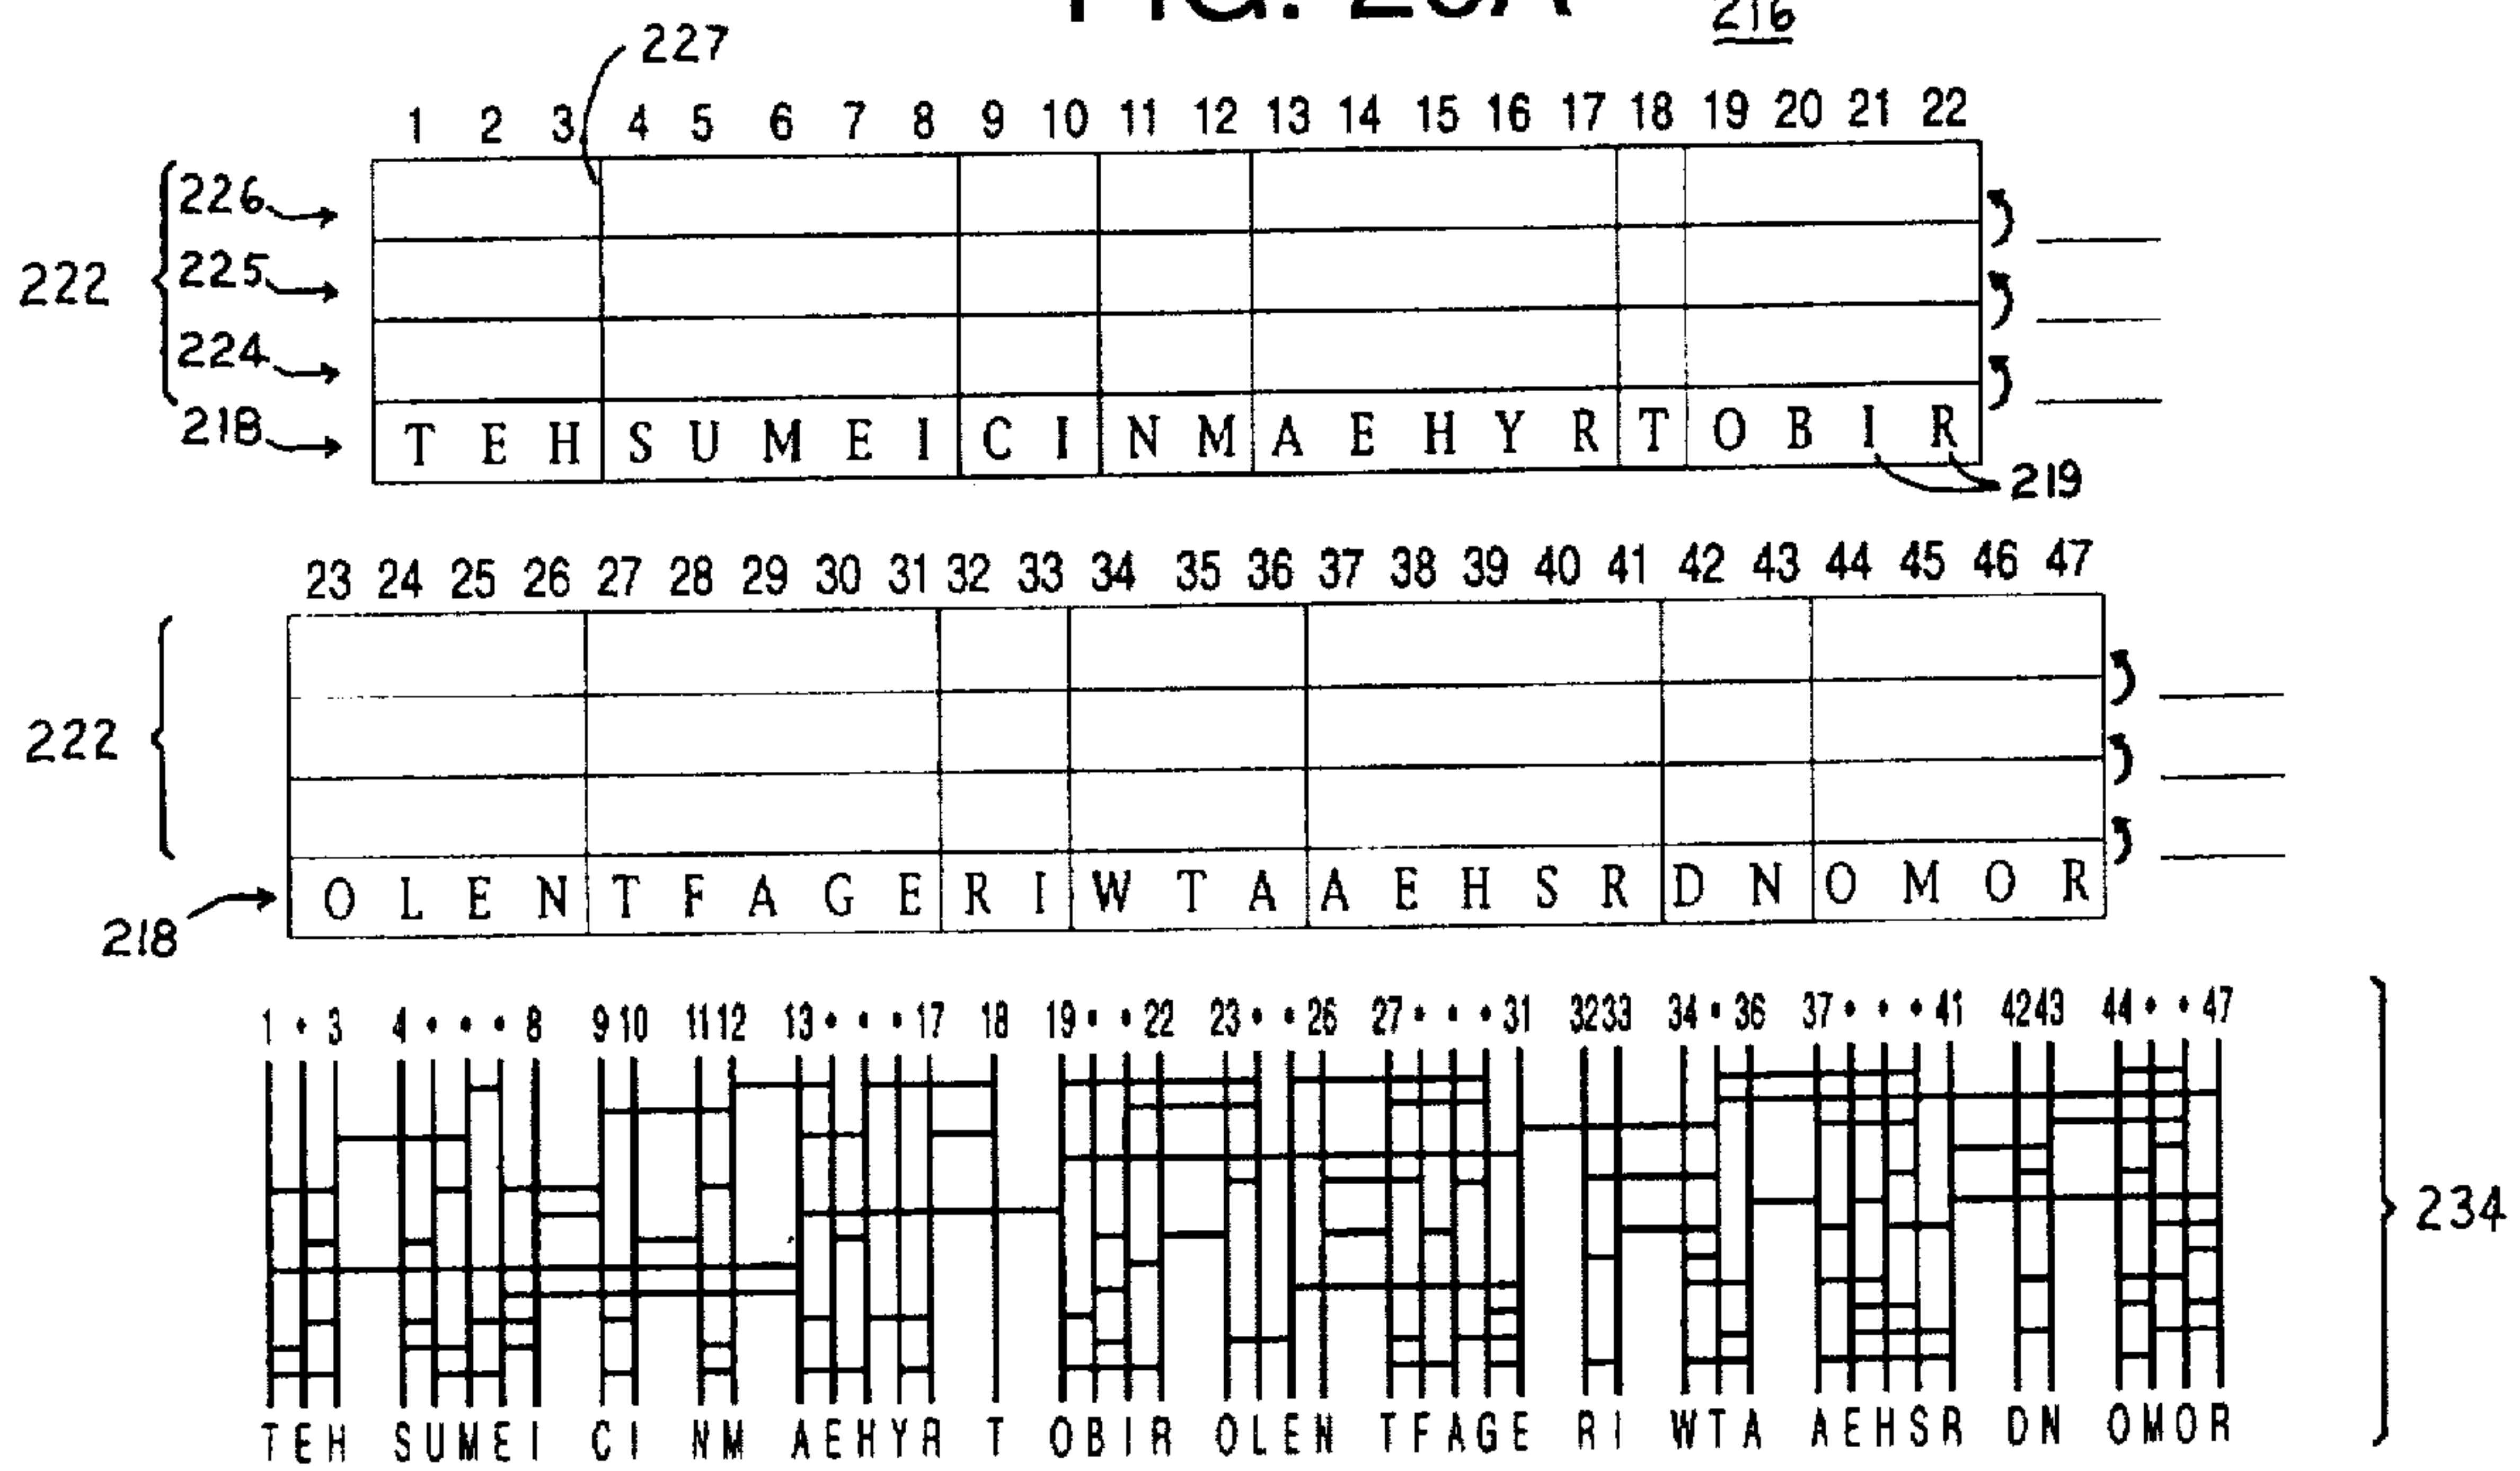 216
227
1 2 3 4 5 6 7 8 9 10 11 12 13 14 15 16 17 18 19 20 21 22
226
225
222
224
218 T E H S U M E I C I N M A E H Y R T O B I R
219
23 24 25 26 27 28 29 30 31 32 33 34 35 36 37 38 39 40 41 42 43 44 45 46 47
222
O L E N T F A G E R I W T A A E H S R D N O M O R
218
1 • 3 4 • • • 8 9 10 11 12 13 • • • 17 18 19 • • 22 23 • • 26 27 • • • 31 32 33 34 • 36 37 • • • 41 42 43 44 • • 47
234
T E H S U M E I C I N M A E H Y R T O B I R O L E N T F A G E R I W T A A E H S R D N O M O R